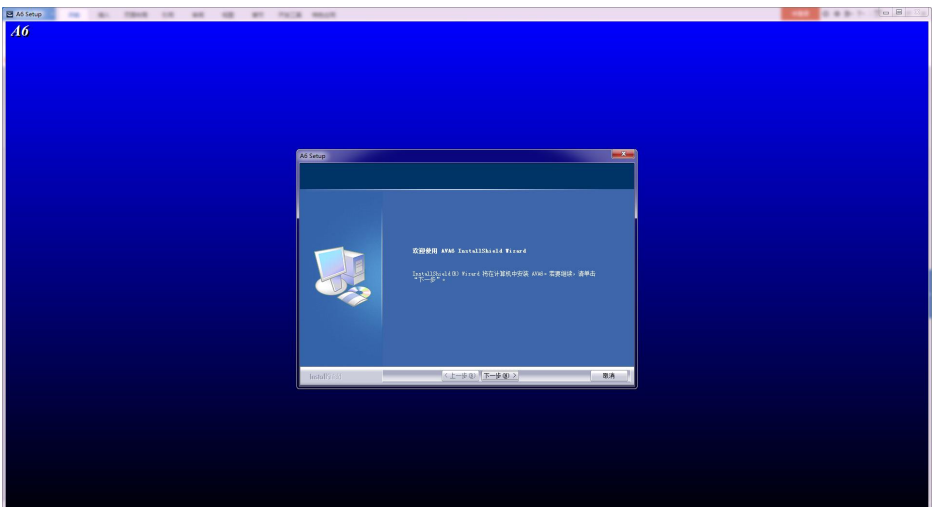 A6 Setup
A6
A6 Setup
欢迎使用 AVA6 InstallShield Wizard
InstallShield(R) Wizard 将在计算机中安装 AVA6。若要继续，请单击
“下一步”。
InstallShield
< 上一步(B)
下一步(N) >
取消